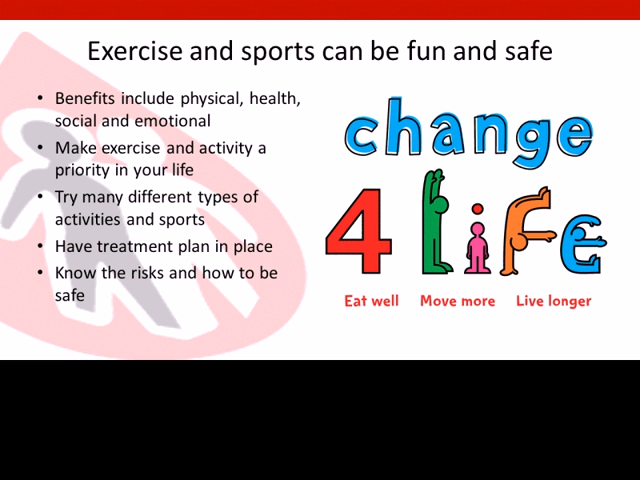 Exercise and sports can be fun and safe
• Benefits include physical, health,
social and emotional
• Make exercise and activity a
priority in your life
• Try many different types of
activities and sports
• Have treatment plan in place
• Know the risks and how to be
safe
change
4 Life
Eat well Move more Live longer